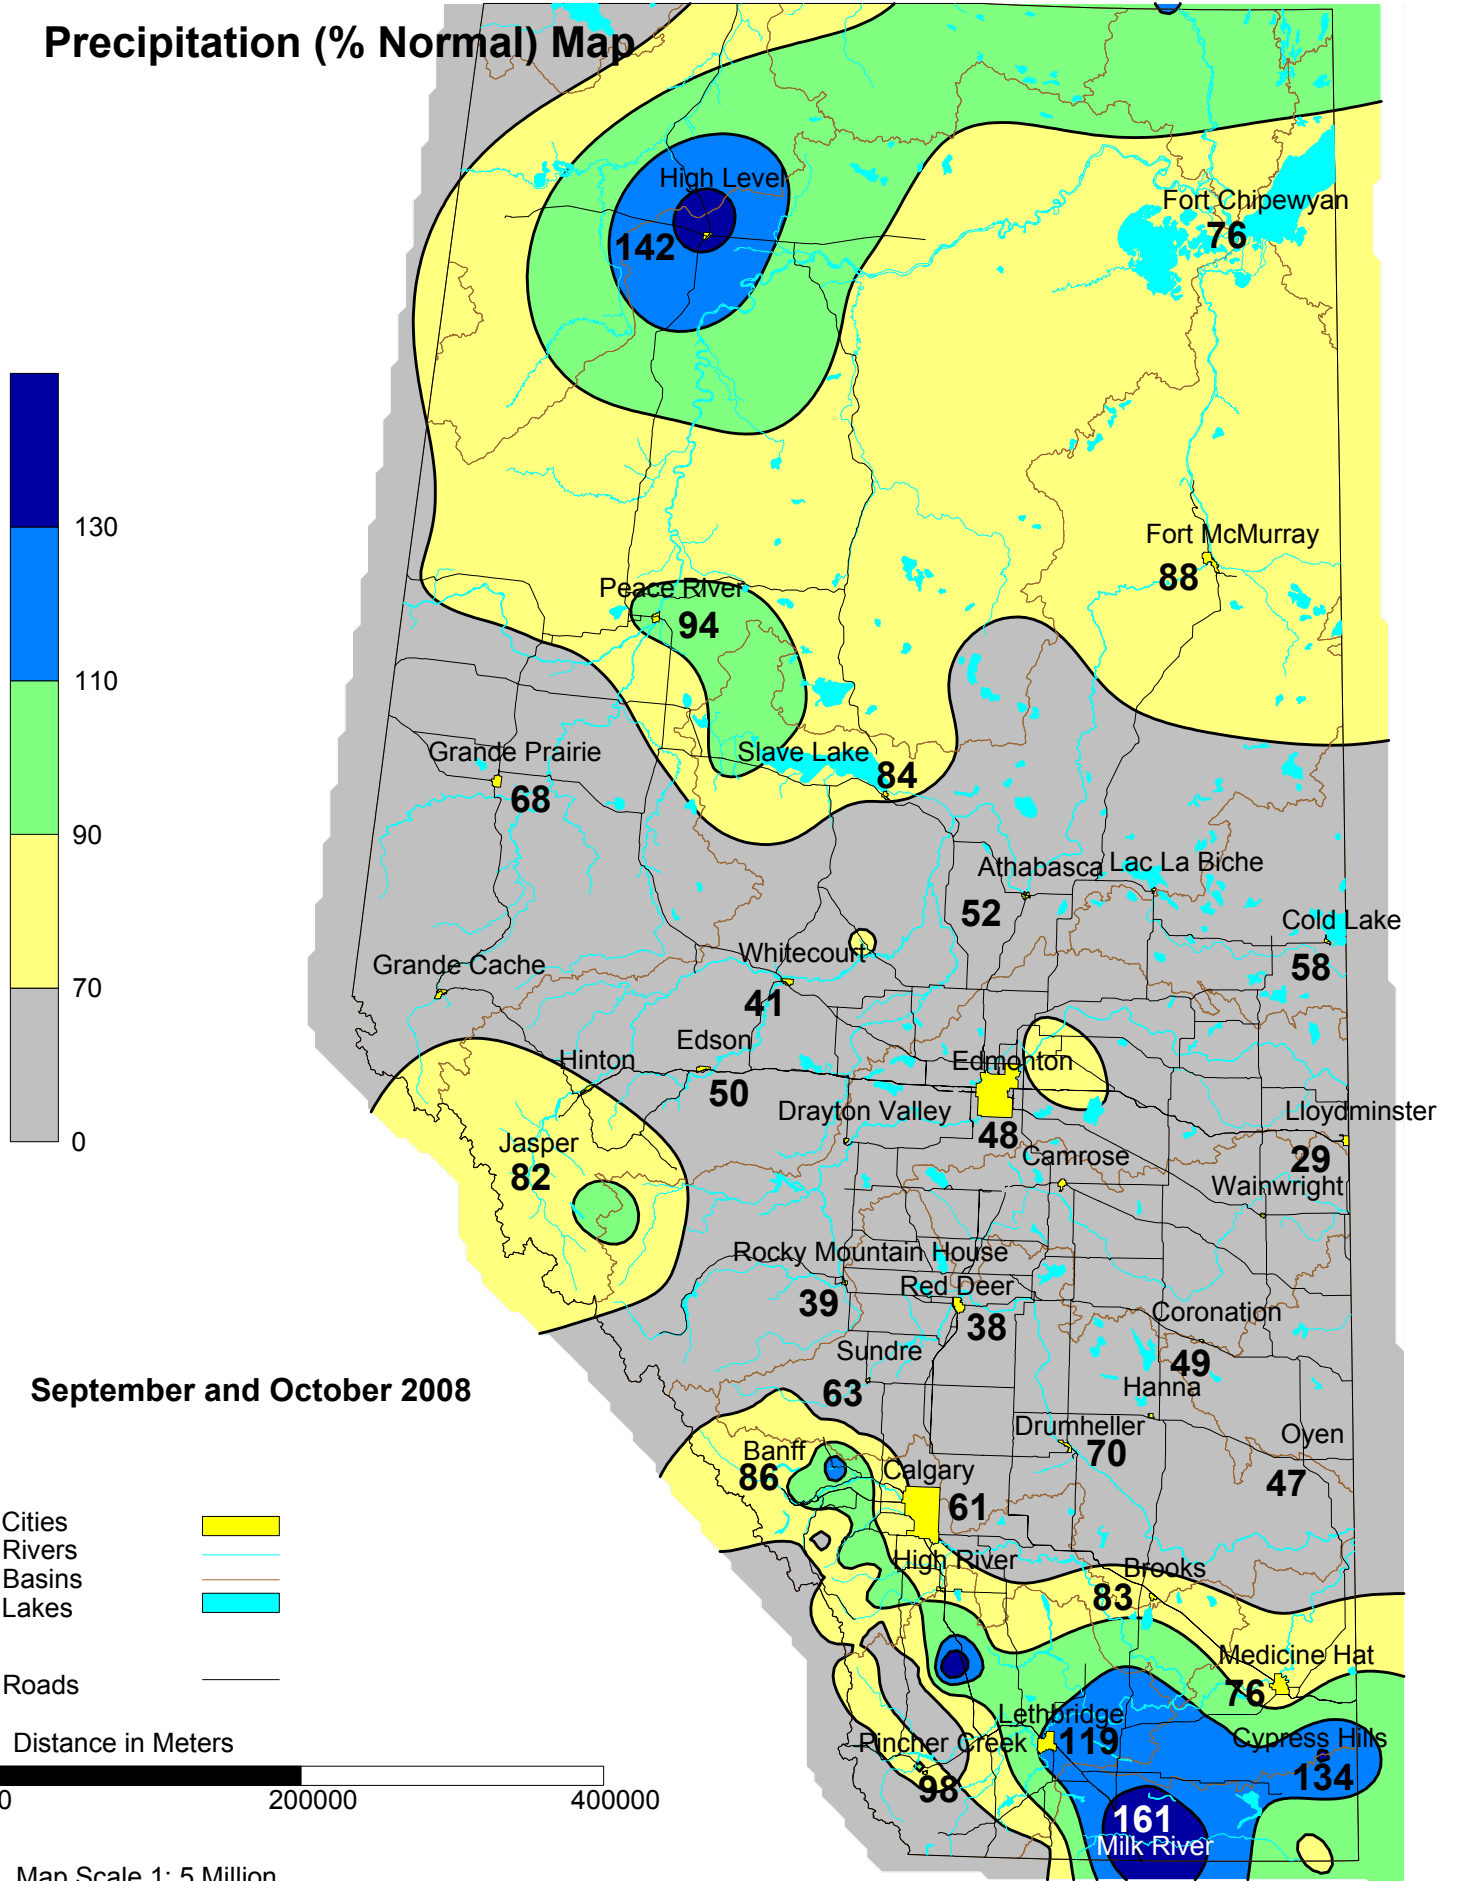 Precipitation (% Normal) Map
High Level
142
Fort Chipewyan
76
130
Fort McMurray
88
Peace River
94
110
Grande Prairie
68
Slave Lake
84
90
Athabasca
52
Lac La Biche
Cold Lake
58
Whitecourt
41
Grande Cache
70
Edson
50
Hinton
Edmonton
48
Drayton Valley
Lloydminster
29
0
Jasper
82
Camrose
Wainwright
Rocky Mountain House
39
Red Deer
38
Coronation
49
Sundre
63
Hanna
September and October 2008
Drumheller
70
Oyen
47
Banff
86
Calgary
61
Cities
Rivers
Basins
Lakes
Roads
High River
Brooks
83
Medicine Hat
76
Lethbridge
119
Pincher Creek
98
Cypress Hills
134
161
Milk River
Distance in Meters
0
200000
400000
Map Scale 1: 5 Million